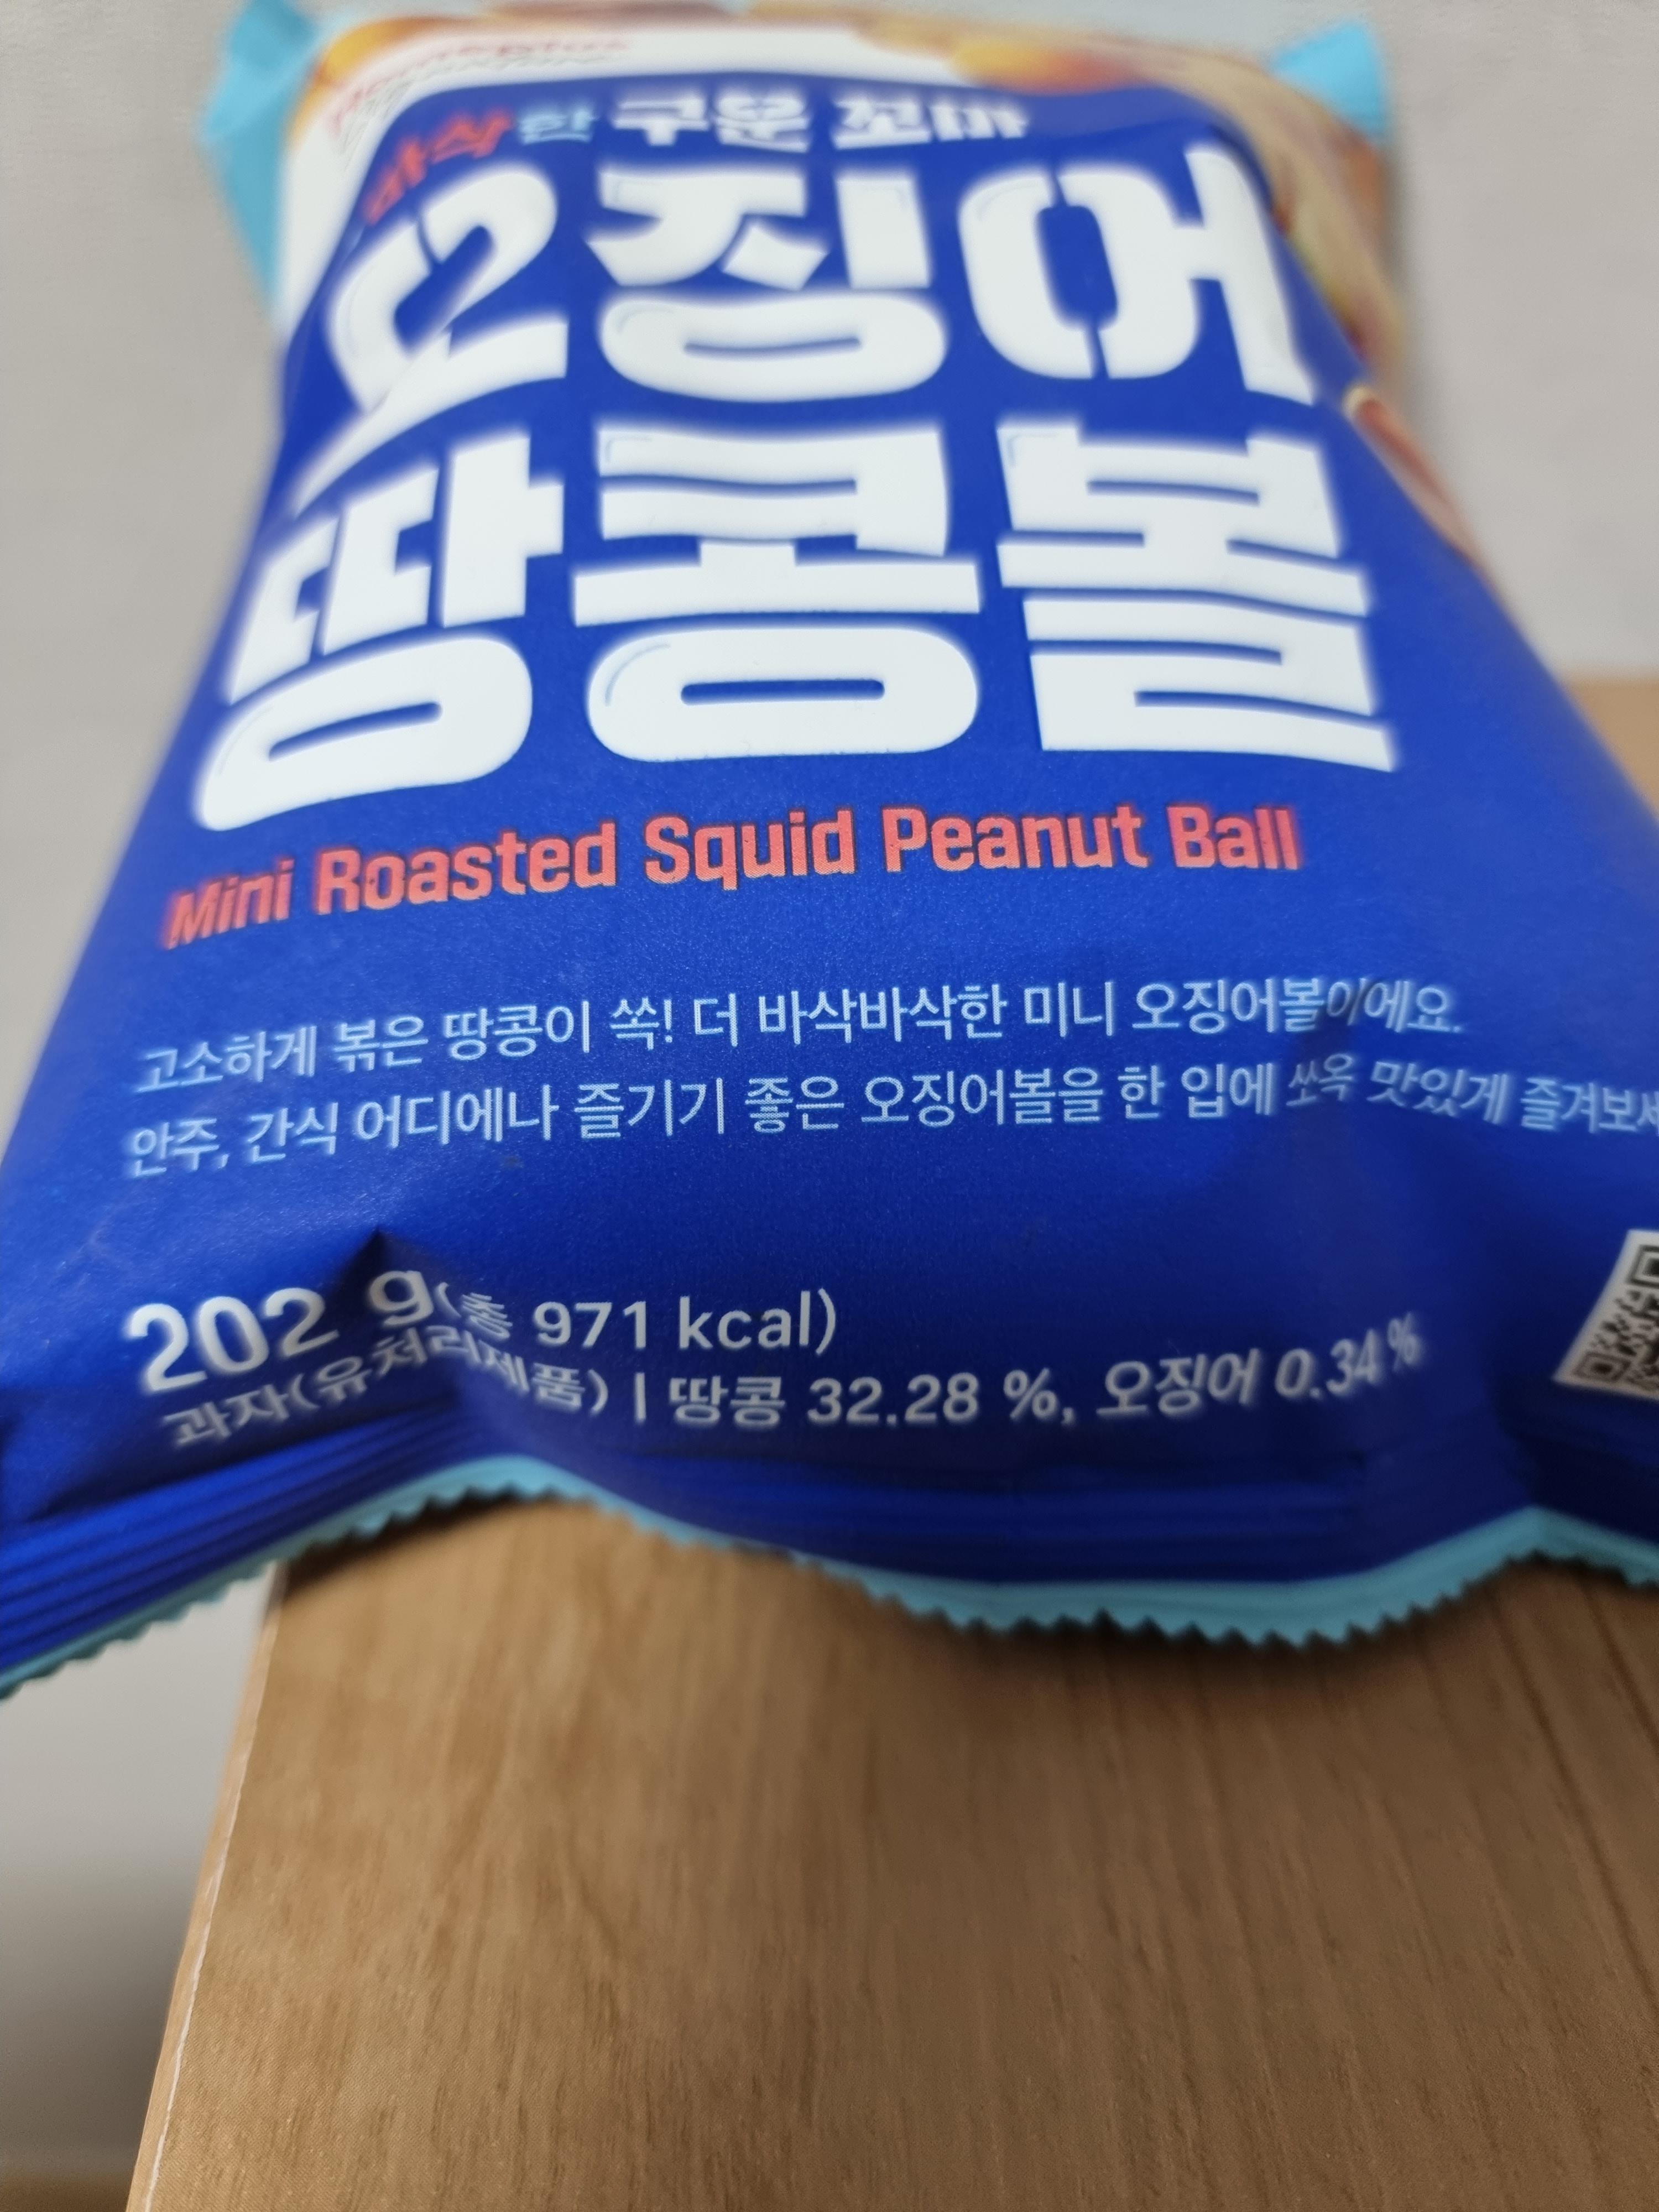 바삭한 구운 꼬마
오징어
땅콩볼
Mini Roasted Squid Peanut Ball
고소하게 볶은 땅콩이 쏙! 더 바삭바삭한 미니 오징어볼이에요.
안주, 간식 어디에나 즐기기 좋은 오징어볼을 한 입에 쏘옥 맛있게 즐겨보세
202 g(총 971 kcal)
과자(유처리제품) | 땅콩 32.28 %, 오징어 0.34 %